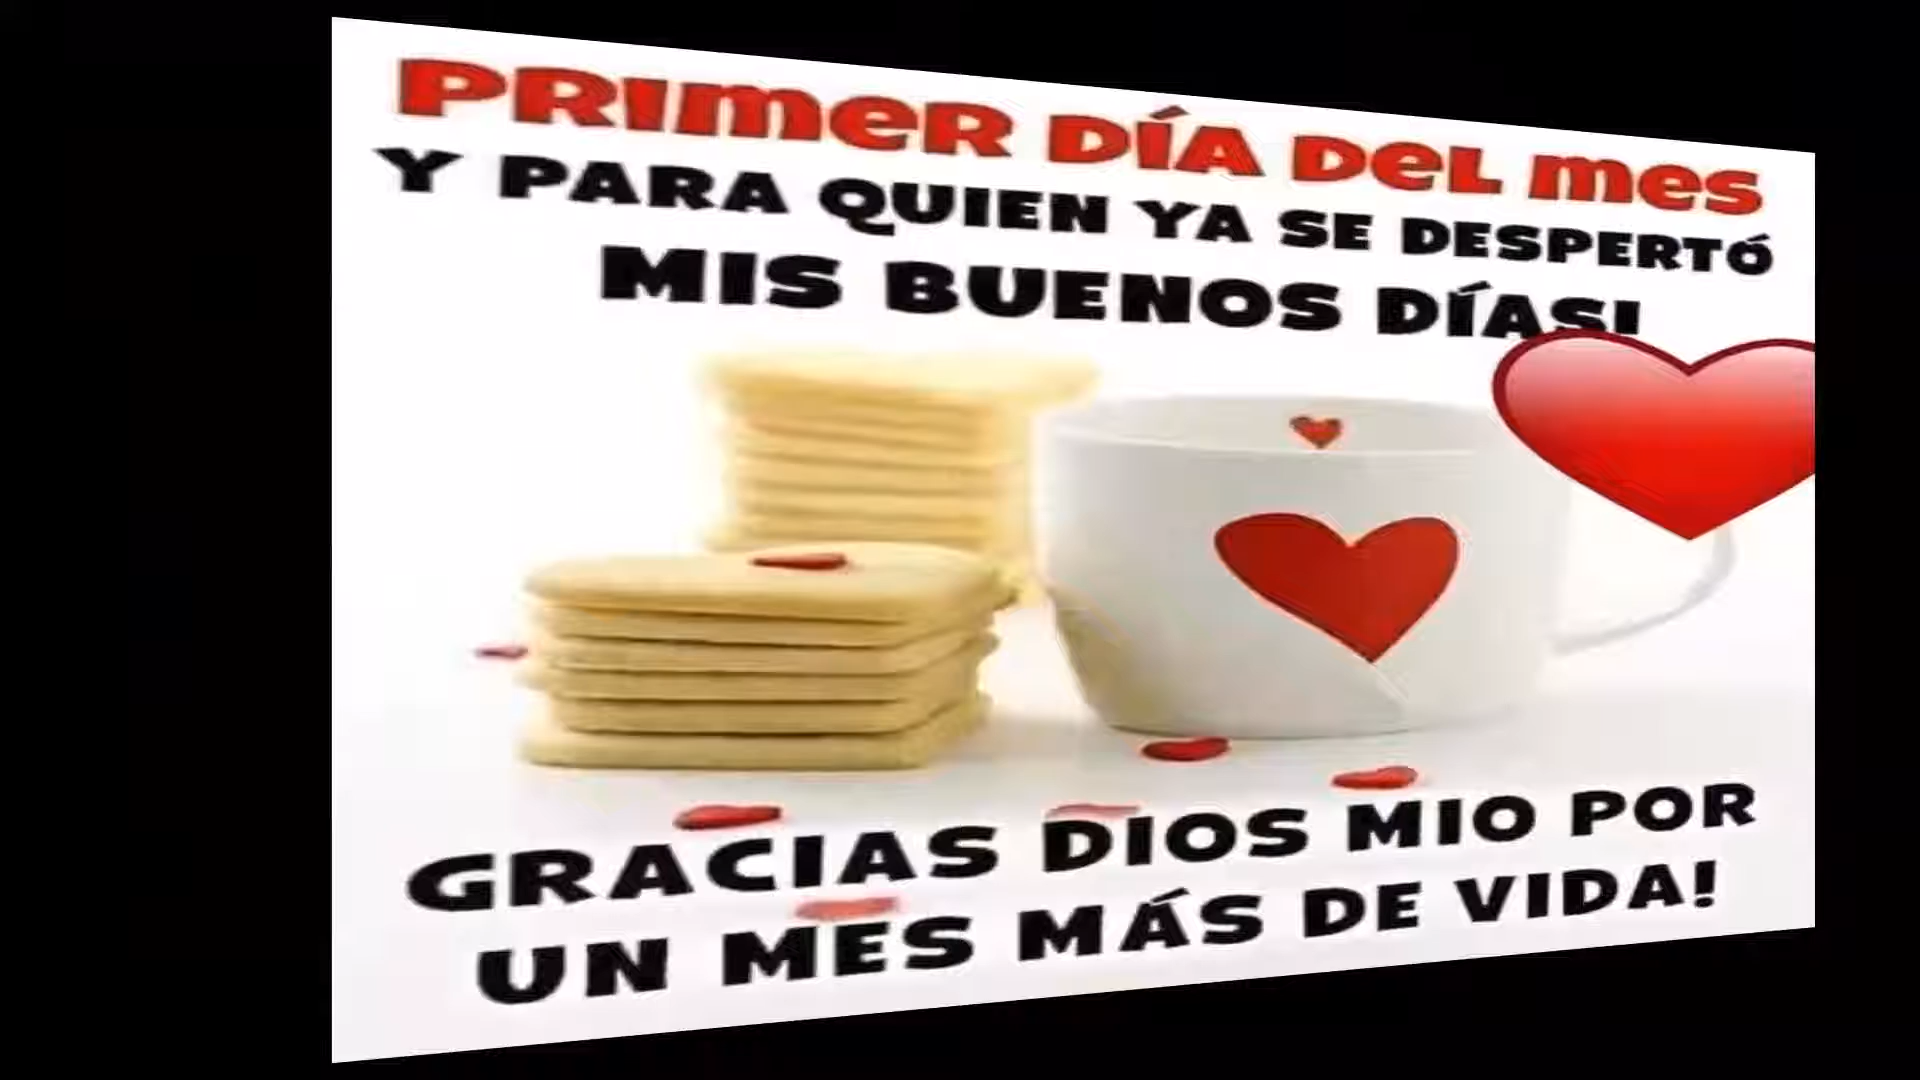 PRIMER DÍA DEL MES
Y PARA QUIEN YA SE DESPERTÓ
MIS BUENOS DÍAS!
GRACIAS DIOS MIO POR
UN MES MÁS DE VIDA!